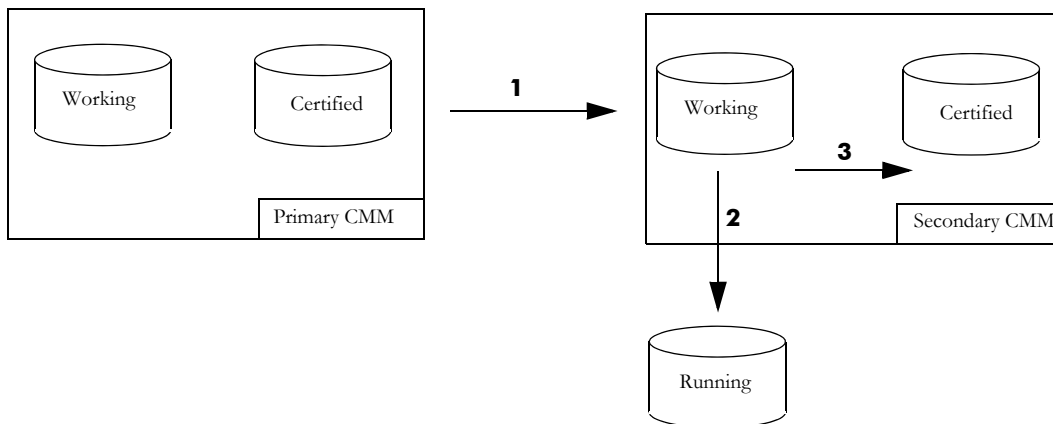 Working
Certified
Primary CMM
1
Working
Certified
3
Secondary CMM
2
Running